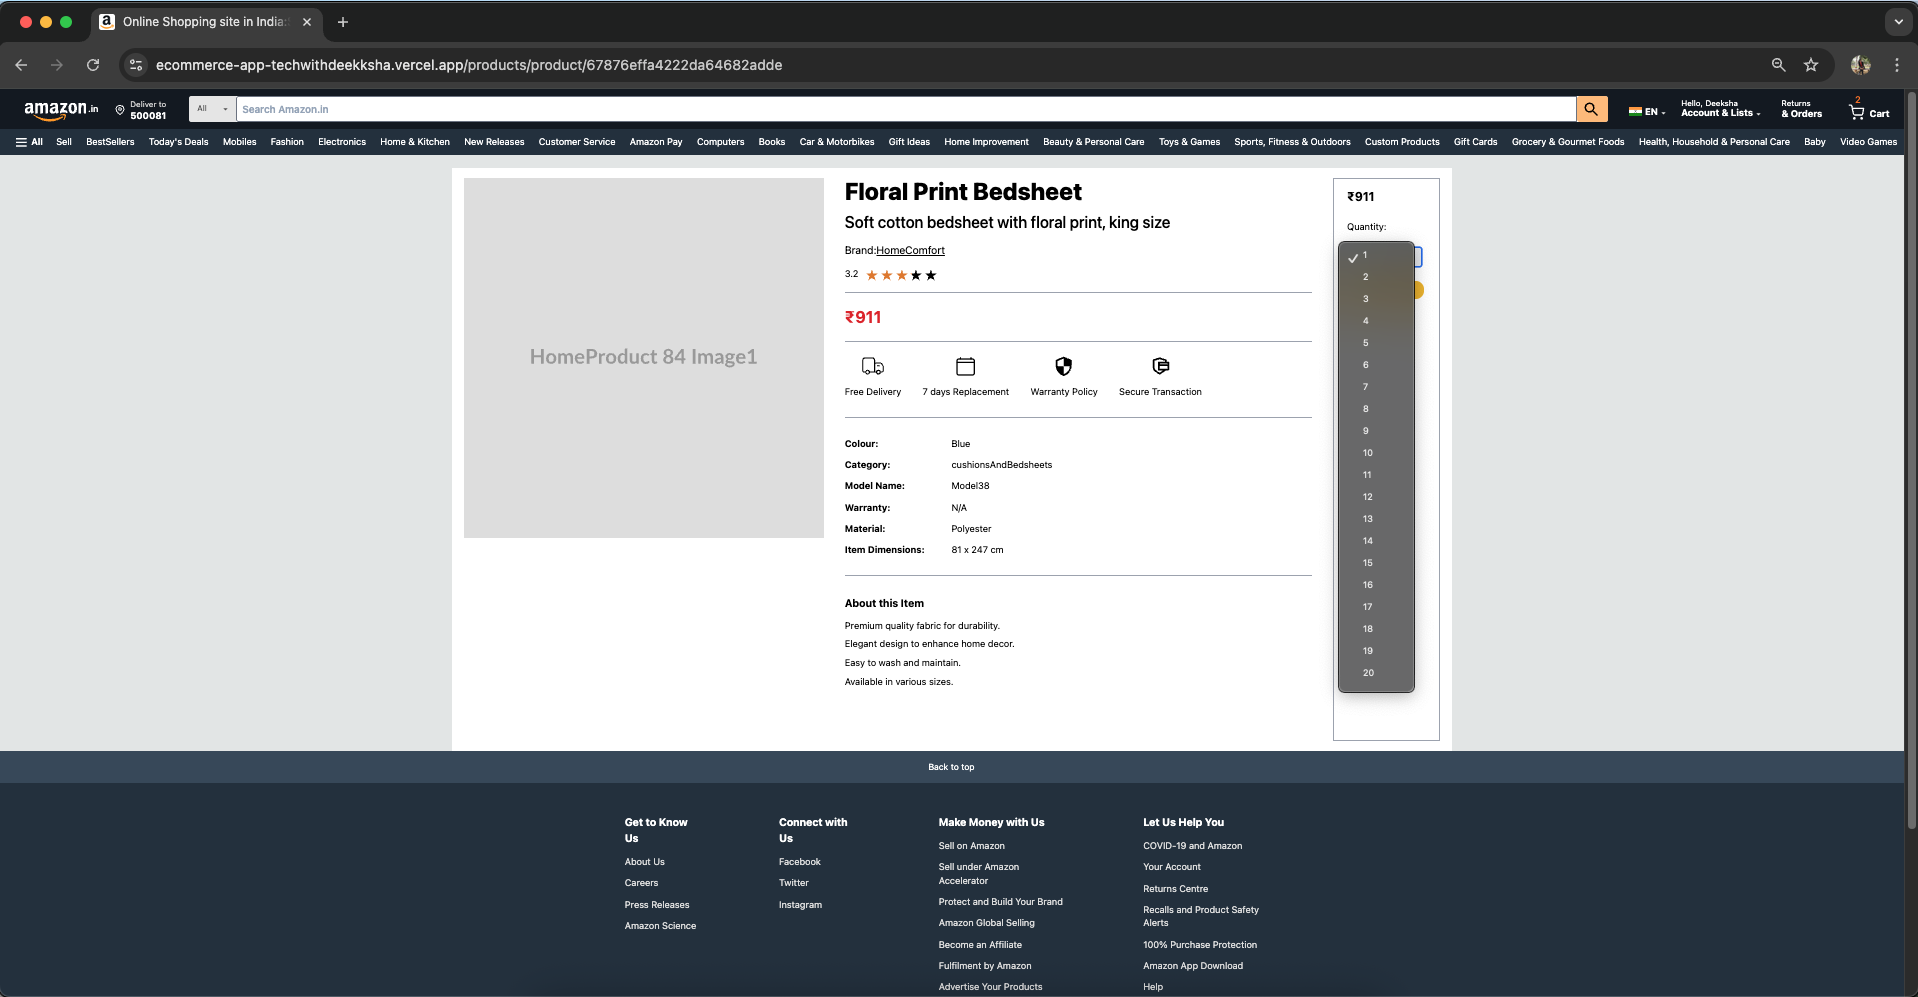 Online Shopping site in India:
ecommerce-app-techwithdeekksha.vercel.app/products/product/67876effa4222da64682adde
amazon.in
Deliver to
500081
All
Search Amazon.in
EN
Hello, Deeksha
Account & Lists
Returns
& Orders
2
Cart
All Sell BestSellers Today's Deals Mobiles Fashion Electronics Home & Kitchen New Releases Customer Service Amazon Pay Computers Books Car & Motorbikes Gift Ideas Home Improvement Beauty & Personal Care Toys & Games Sports, Fitness & Outdoors Custom Products Gift Cards Grocery & Gourmet Foods Health, Household & Personal Care Baby Video Games
HomeProduct 84 Image1
Floral Print Bedsheet
Soft cotton bedsheet with floral print, king size
Brand:HomeComfort
3.2
₹911
Free Delivery
7 days Replacement
Warranty Policy
Secure Transaction
Colour: Blue
Category: cushionsAndBedsheets
Model Name: Model38
Warranty: N/A
Material: Polyester
Item Dimensions: 81 x 247 cm
About this Item
Premium quality fabric for durability.
Elegant design to enhance home decor.
Easy to wash and maintain.
Available in various sizes.
₹911
Quantity:
1
2
3
4
5
6
7
8
9
10
11
12
13
14
15
16
17
18
19
20
Back to top
Get to Know
Us
About Us
Careers
Press Releases
Amazon Science
Connect with
Us
Facebook
Twitter
Instagram
Make Money with Us
Sell on Amazon
Sell under Amazon
Accelerator
Protect and Build Your Brand
Amazon Global Selling
Become an Affiliate
Fulfilment by Amazon
Advertise Your Products
Let Us Help You
COVID-19 and Amazon
Your Account
Returns Centre
Recalls and Product Safety
Alerts
100% Purchase Protection
Amazon App Download
Help